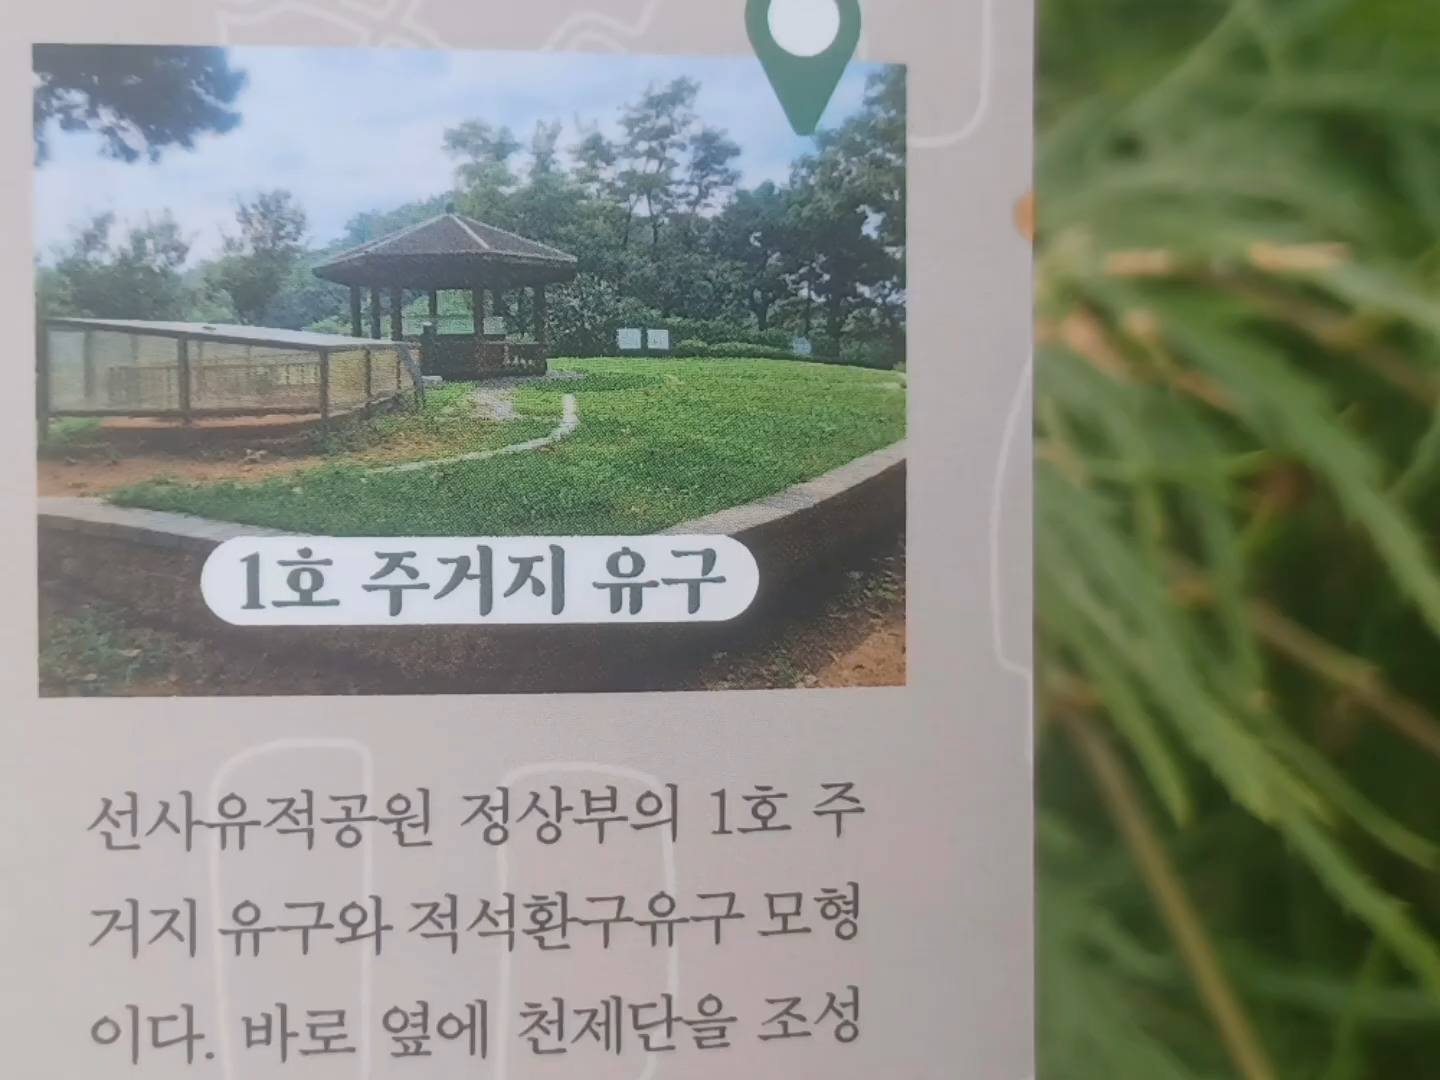 1호 주거지 유구
선사유적공원 정상부의 1호 주
거지 유구와 적석환구유구 모형
이다. 바로 옆에 천제단을 조성